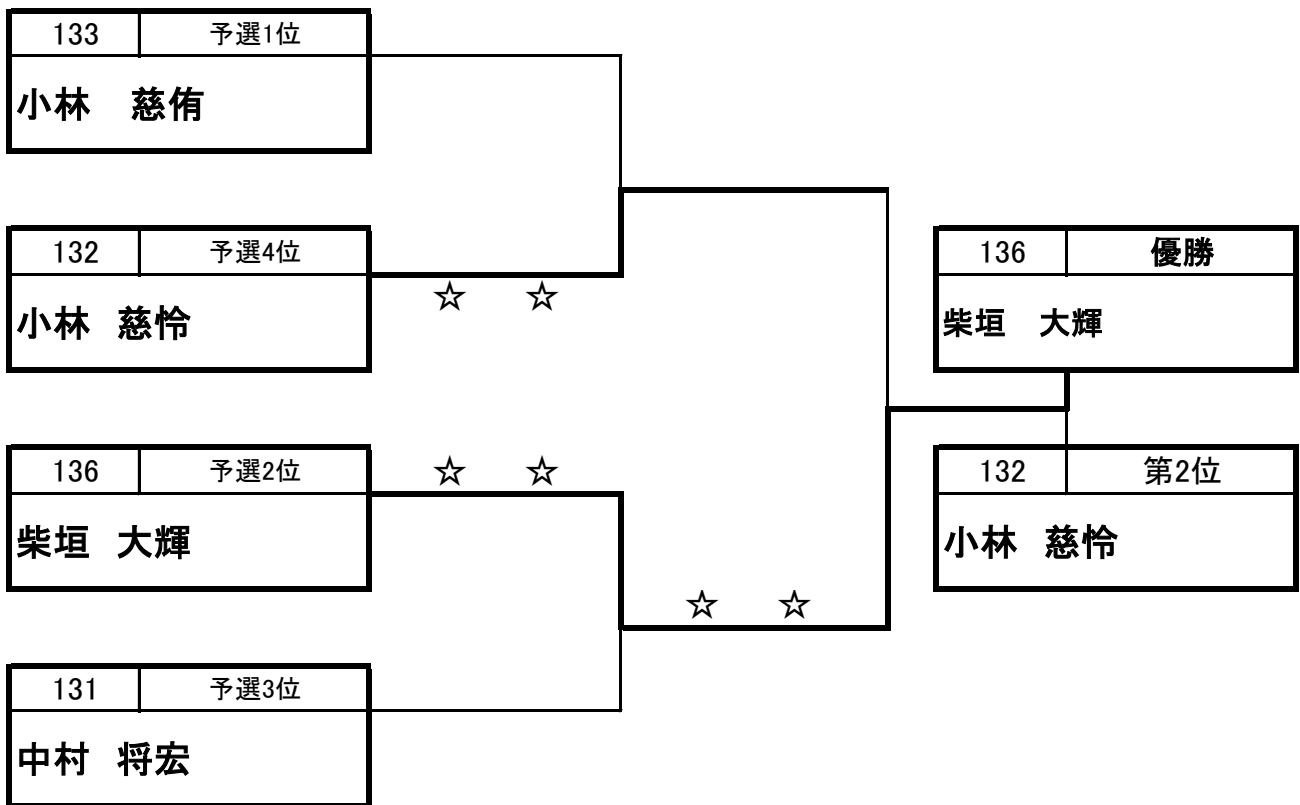 133 予選1位
小林 慈侑
132 予選4位
小林 慈怜
☆ ☆
136 予選2位
☆ ☆
柴垣 大輝
131 予選3位
中村 将宏
☆ ☆
136 優勝
柴垣 大輝
132 第2位
小林 慈怜